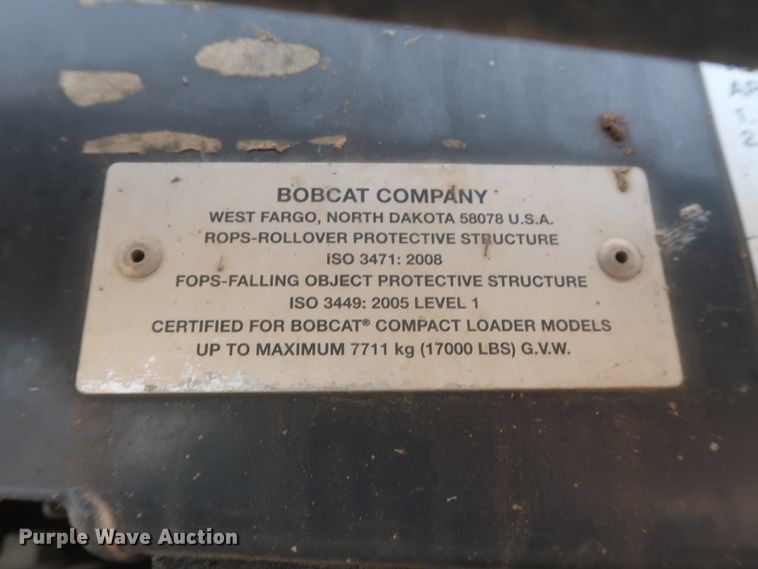 BOBCAT COMPANY
WEST FARGO, NORTH DAKOTA 58078 U.S.A.
ROPS-ROLLOVER PROTECTIVE STRUCTURE
ISO 3471: 2008
FOPS-FALLING OBJECT PROTECTIVE STRUCTURE
ISO 3449: 2005 LEVEL 1
CERTIFIED FOR BOBCAT® COMPACT LOADER MODELS
UP TO MAXIMUM 7711 kg (17000 LBS) G.V.W.
Purple Wave Auction